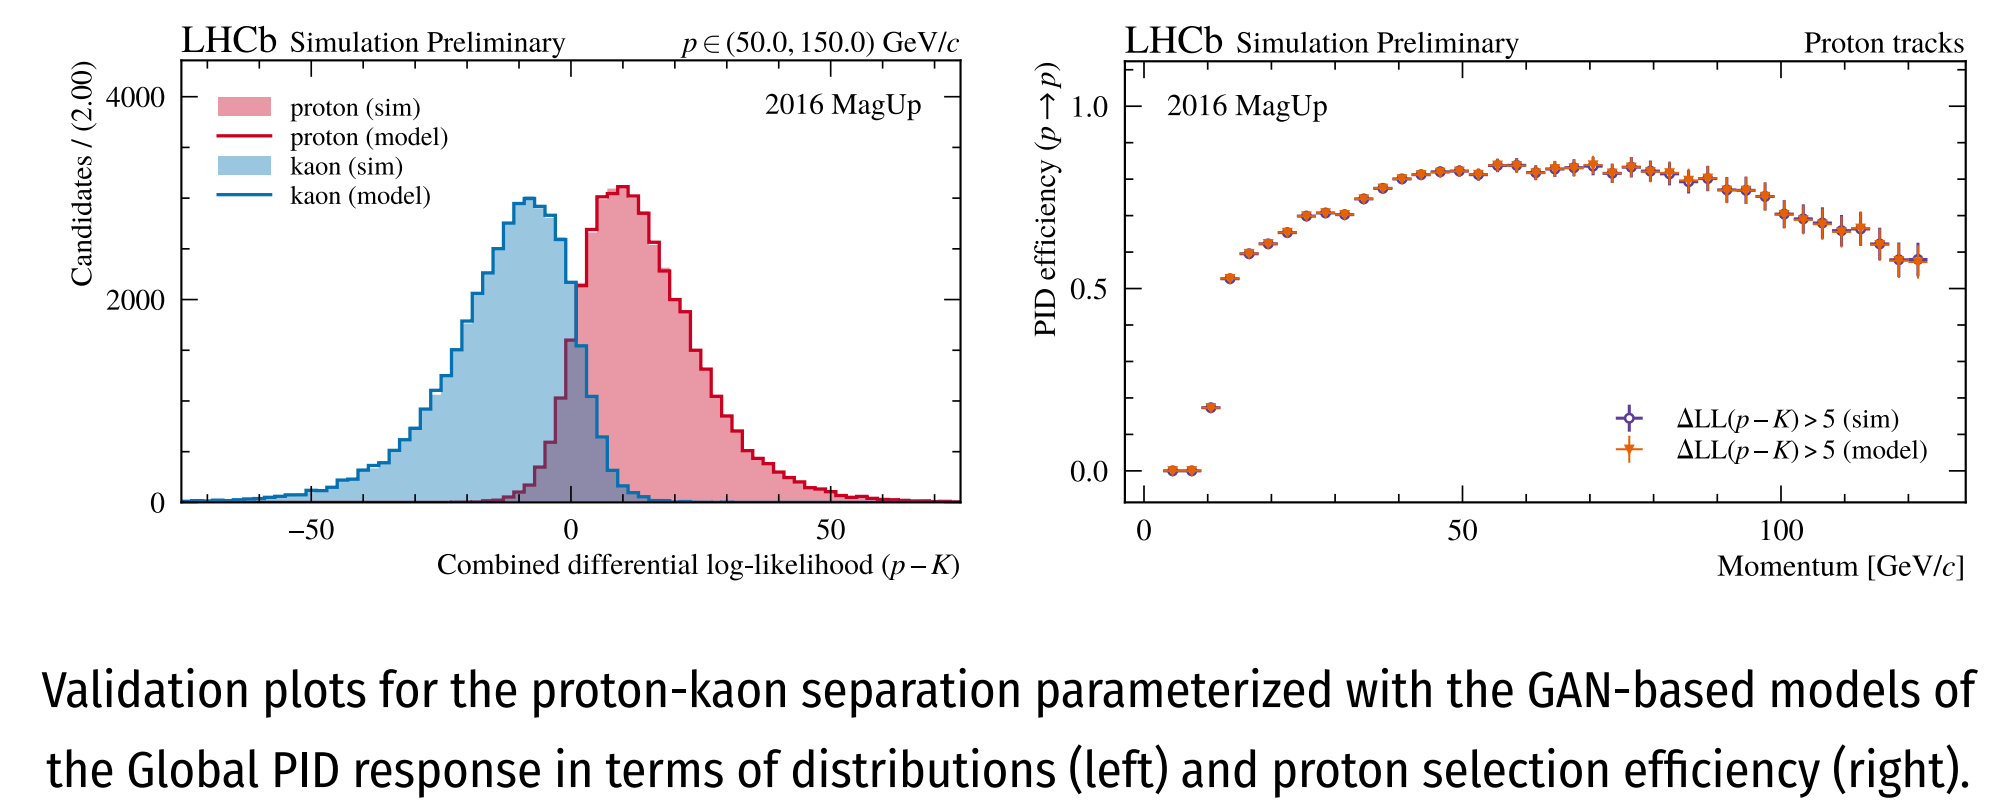 LHCb Simulation Preliminary p ∈ (50.0, 150.0) GeV/c
Candidates / (2.00)
4000
2000
0
proton (sim)
proton (model)
kaon (sim)
kaon (model)
2016 MagUp
−50 0 50
Combined differential log-likelihood (p − K)
LHCb Simulation Preliminary Proton tracks
PID efficiency (p → p)
1.0
0.5
0.0
2016 MagUp
ΔLL(p − K) > 5 (sim)
ΔLL(p − K) > 5 (model)
0 50 100
Momentum [GeV/c]
Validation plots for the proton-kaon separation parameterized with the GAN-based models of
the Global PID response in terms of distributions (left) and proton selection efficiency (right).